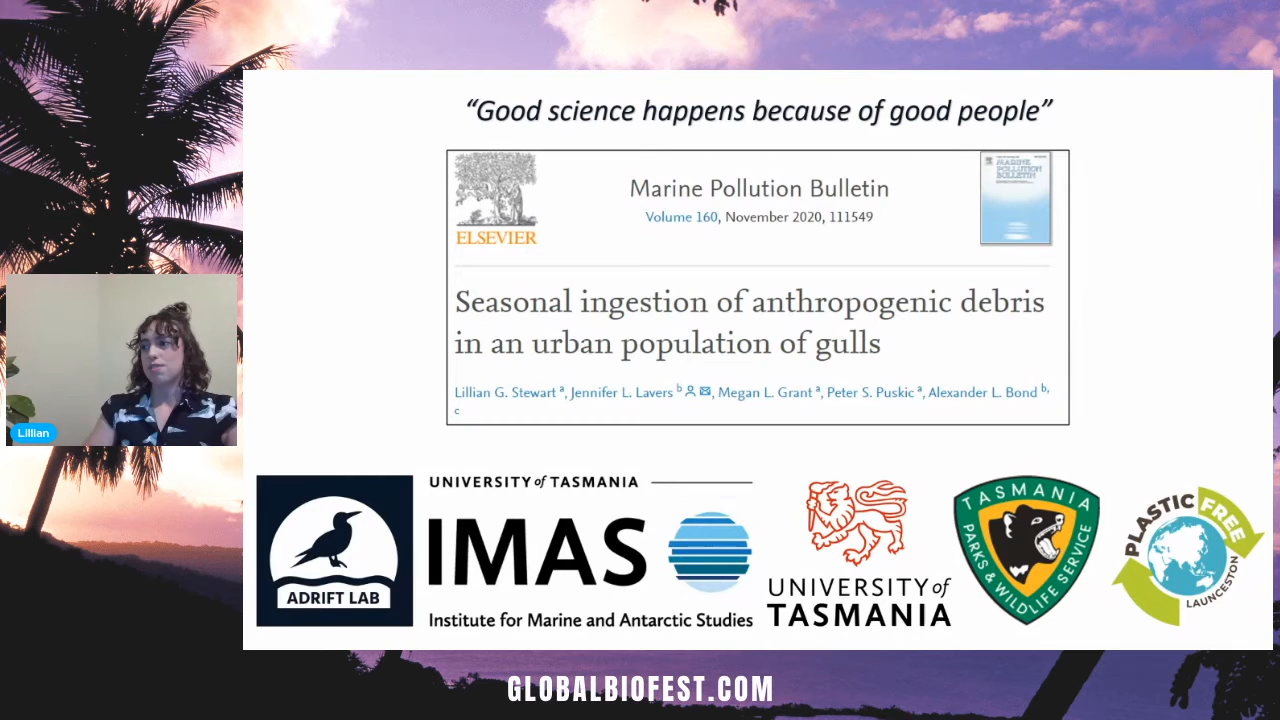 “Good science happens because of good people”
ELSEVIER
Marine Pollution Bulletin
Volume 160, November 2020, 111549
MARINE
POLLUTION
BULLETIN
Seasonal ingestion of anthropogenic debris
in an urban population of gulls
Lillian G. Stewart a, Jennifer L. Lavers b, Megan L. Grant a, Peter S. Puskic a, Alexander L. Bond b,
c
Lillian
ADRIFT LAB
UNIVERSITY of TASMANIA
IMAS
Institute for Marine and Antarctic Studies
UNIVERSITY of
TASMANIA
TASMANIA
PARKS & WILDLIFE SERVICE
PLASTIC FREE
LAUNCESTON
GLOBALBIOFEST.COM